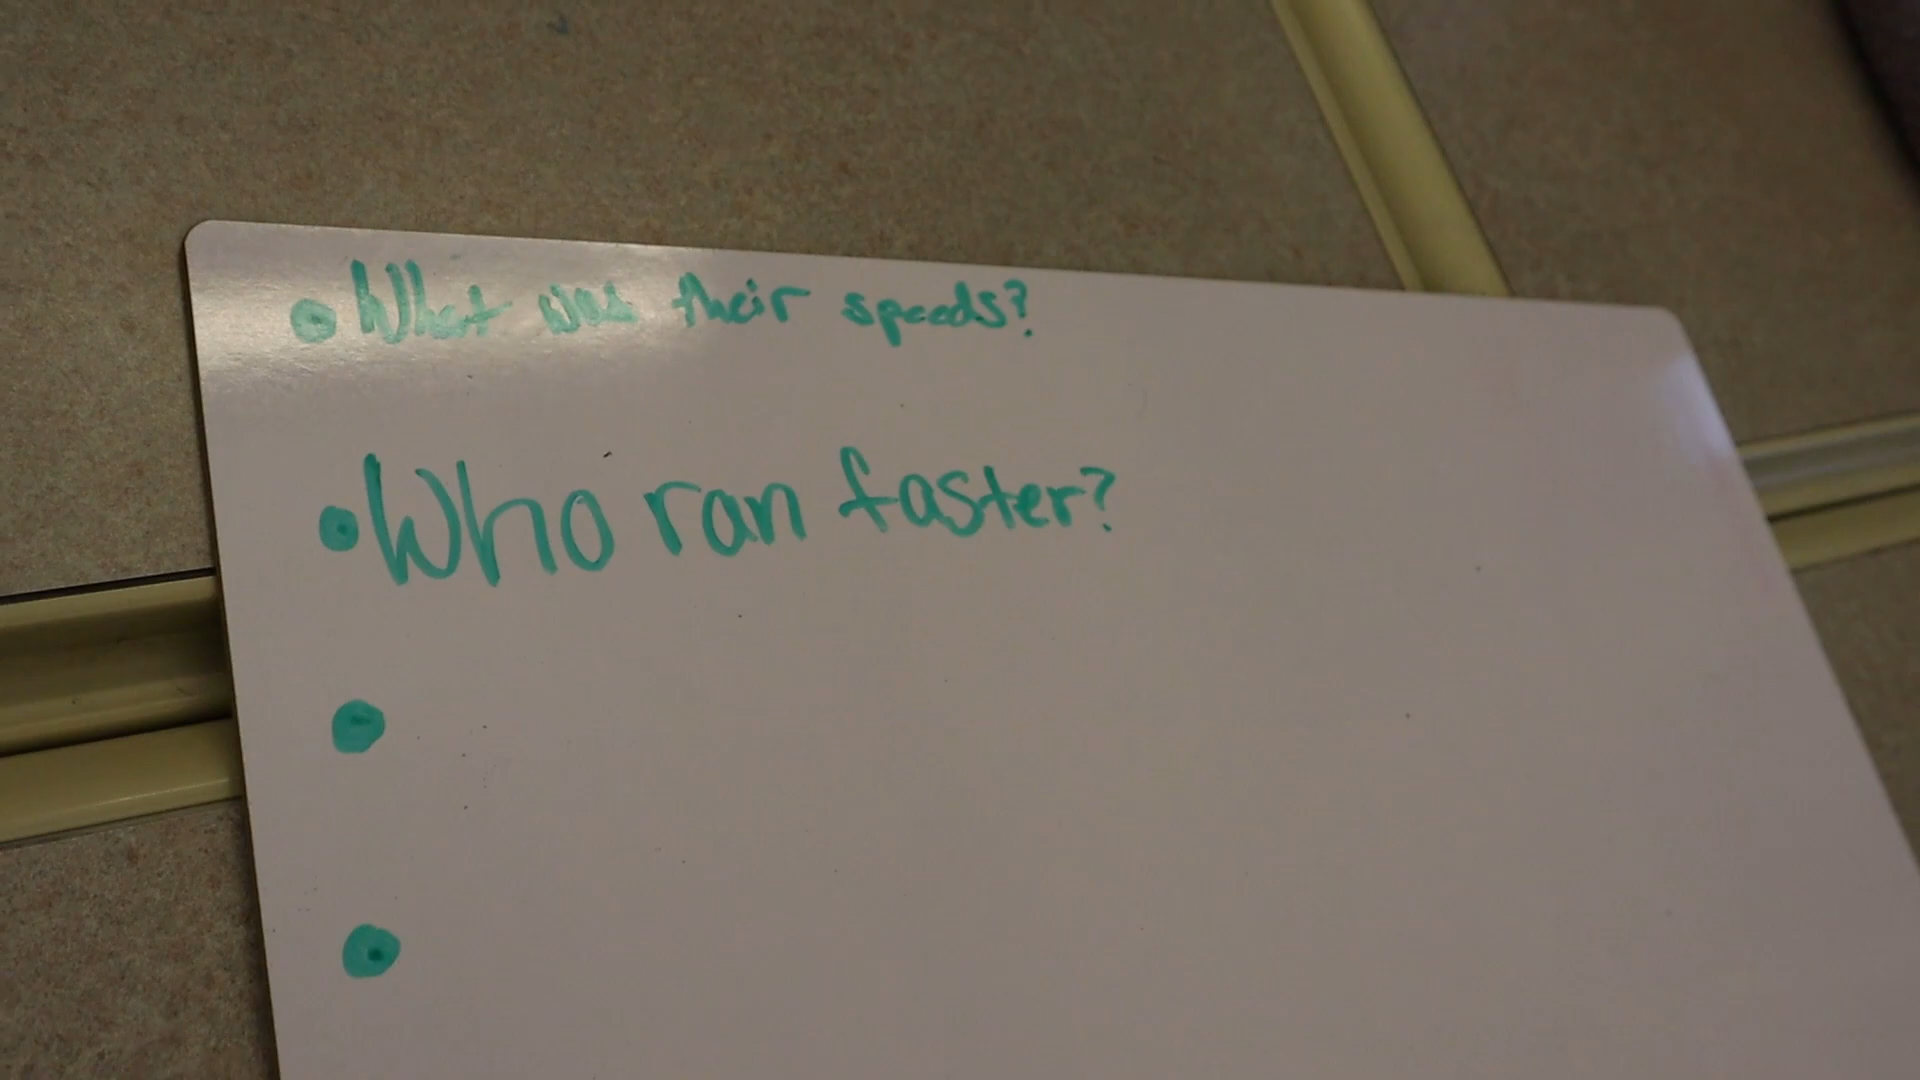 • What was their speeds?
• Who ran faster?
•
•